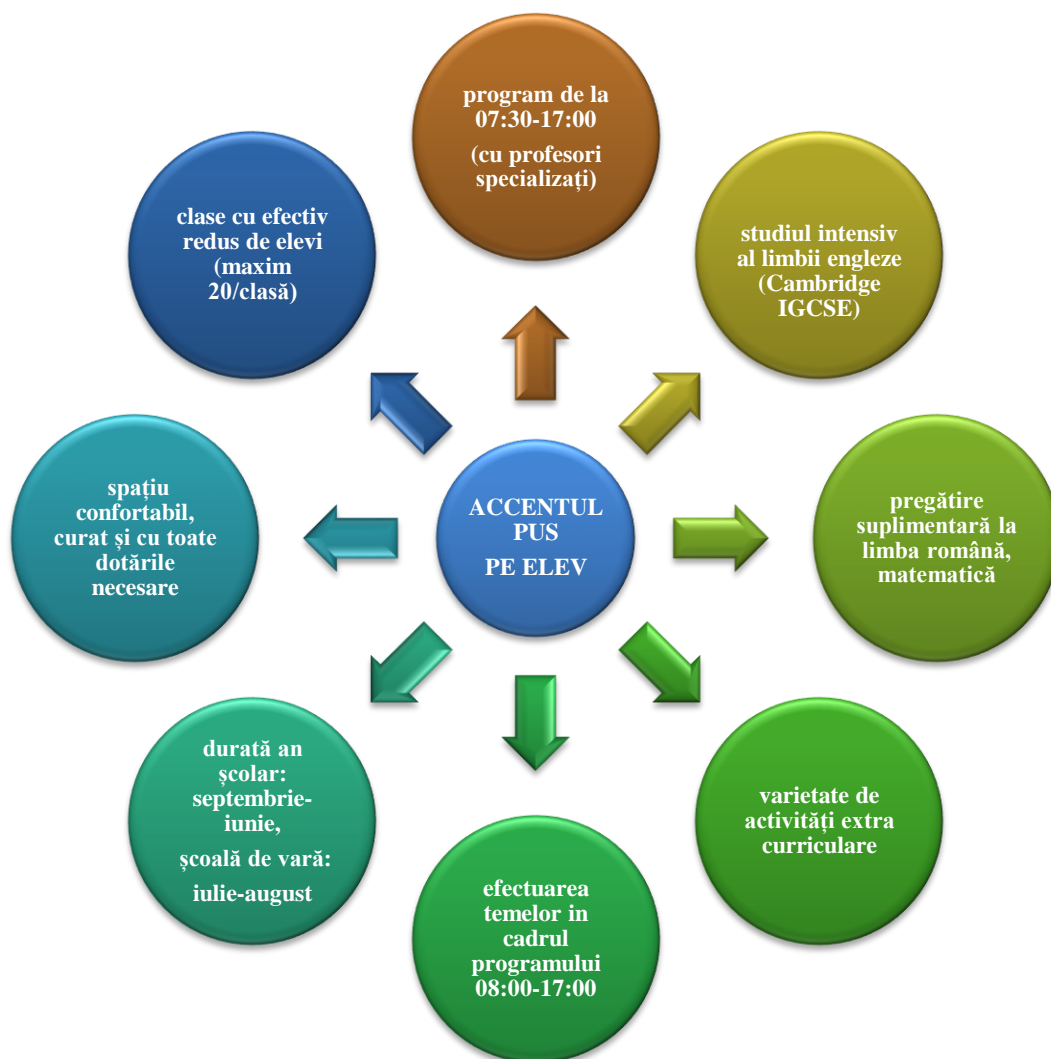 program de la
07:30-17:00
(cu profesori
specializați)
studiul intensiv
al limbii engleze
(Cambridge
IGCSE)
pregătire
suplimentară la
limba română,
matematică
varietate de
activități extra
curriculare
efectuarea
temelor in
cadrul
programului
08:00-17:00
durată an
școlar:
septembrie-
iunie,
școală de vară:
iulie-august
spațiu
confortabil,
curat și cu toate
dotările
necesare
clase cu efectiv
redus de elevi
(maxim
20/clasă)
ACCENTUL
PUS
PE ELEV